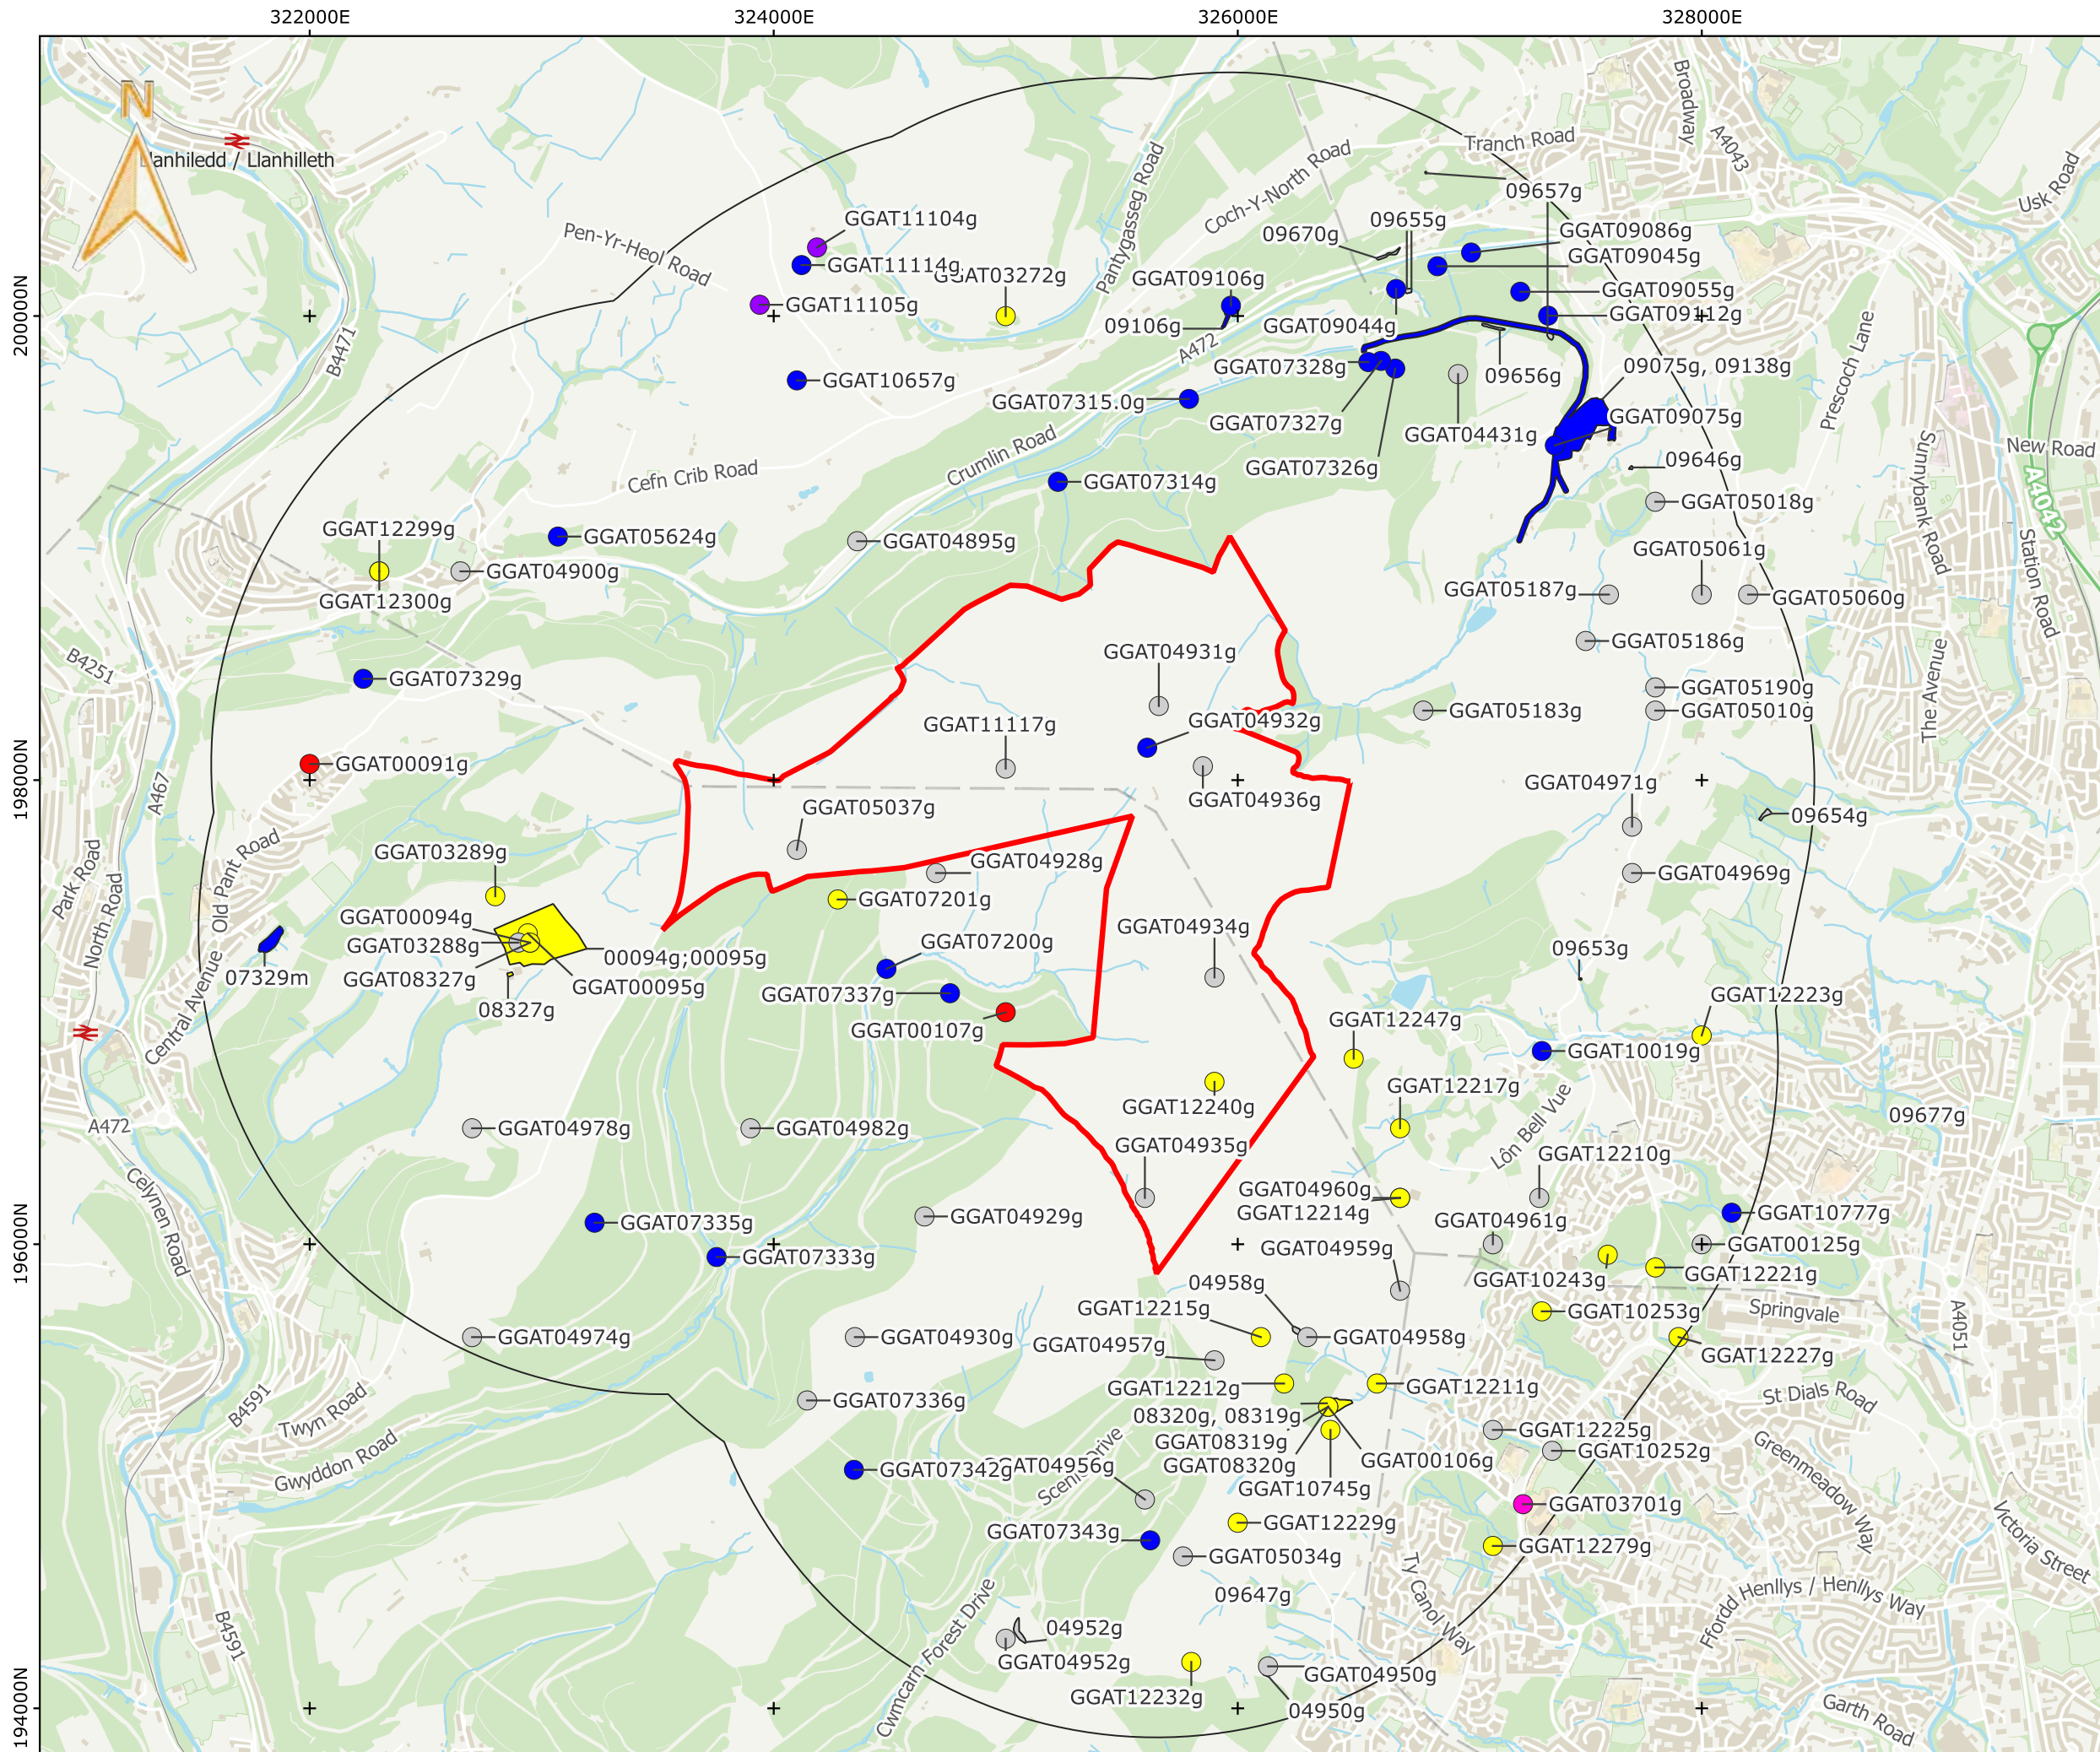 322000E
324000E
326000E
328000E
N
Llanhiledd / Llanhilleth
Broadway
A4043
Tranch Road
Usk Road
Coch-Y-North Road
Pantygasseg Road
Pen-Yr-Heol Road
09657g
09655g
09670g
GGAT09086g
GGAT09045g
GGAT11104g
GGAT11114g
GGAT03272g
GGAT09106g
GGAT09055g
GGAT11105g
GGAT09112g
200000N
09106g
GGAT09044g
A472
B4471
GGAT07328g
09656g
09075g, 09138g
Prescoch Lane
GGAT10657g
GGAT07315.0g
GGAT07327g
GGAT09075g
GGAT04431g
Crumlin Road
New Road
Sunnybank Road
GGAT07326g
09646g
Cefn Crib Road
GGAT07314g
A4042
GGAT05018g
GGAT12299g
GGAT05624g
GGAT04895g
GGAT05061g
Station Road
GGAT04900g
GGAT12300g
GGAT05187g
GGAT05060g
GGAT05186g
B4251
GGAT04931g
GGAT07329g
GGAT05190g
The Avenue
GGAT05183g
GGAT05010g
GGAT11117g
GGAT04932g
GGAT00091g
198000N
GGAT04971g
A467
GGAT04936g
GGAT05037g
09654g
GGAT03289g
GGAT04928g
GGAT04969g
Park Road
North Road
Old Pant Road
GGAT07201g
GGAT00094g
GGAT04934g
GGAT03288g
GGAT07200g
09653g
00094g;00095g
07329m
GGAT08327g
GGAT00095g
GGAT07337g
GGAT12223g
08327g
GGAT00107g
GGAT12247g
Central Avenue
GGAT10019g
GGAT12217g
GGAT12240g
09677g
A472
GGAT04978g
GGAT04982g
Lôn Bell Vue
GGAT04935g
GGAT12210g
GGAT04960g
GGAT12214g
Celynen Road
GGAT07335g
GGAT04929g
GGAT04961g
GGAT10777g
196000N
GGAT07333g
GGAT04959g
GGAT00125g
GGAT10243g
GGAT12221g
04958g
GGAT12215g
GGAT10253g
Springvale
A4051
GGAT04974g
GGAT04930g
GGAT04957g
GGAT04958g
GGAT12227g
GGAT12212g
GGAT12211g
St Dials Road
B4591
Twyn Road
GGAT07336g
08320g, 08319g
GGAT12225g
GGAT08319g
GGAT10252g
Gwyddon Road
GGAT07342g
GGAT04956g
GGAT08320g
GGAT00106g
Scenic Drive
GGAT10745g
Greenmeadow Way
GGAT03701g
GGAT12229g
GGAT07343g
GGAT12279g
Victoria Street
GGAT05034g
09647g
Ty Canol Way
Ffordd Henllys / Henllys Way
B4591
04952g
Cwmcarn Forest Drive
GGAT04952g
GGAT04950g
GGAT12232g
04950g
Garth Road
194000N